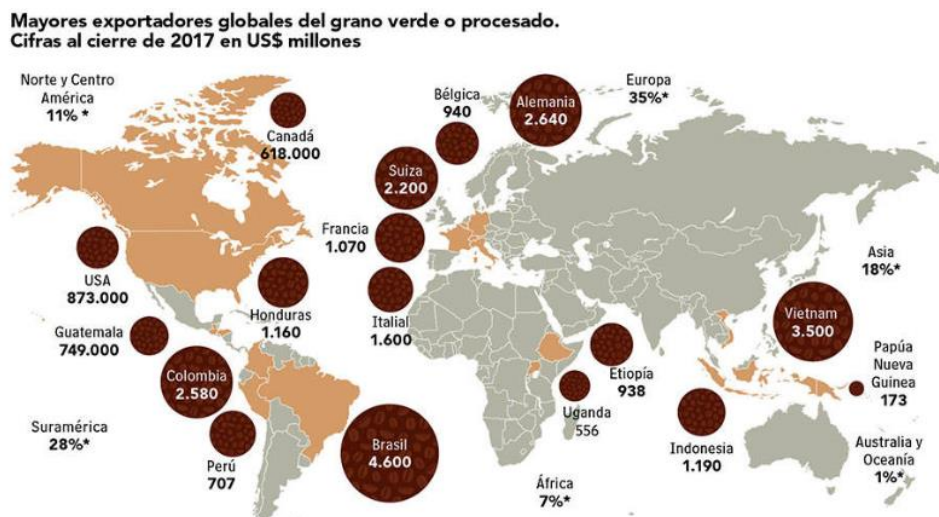 Mayores exportadores globales del grano verde o procesado.
Cifras al cierre de 2017 en US$ millones
Norte y Centro
América
11% *
Canadá
618.000
Bélgica
940
Alemania
2.640
Europa
35%*
Suiza
2.200
Francia
1.070
USA
873.000
Honduras
1.160
Italial
1.600
Asia
18%*
Guatemala
749.000
Vietnam
3.500
Colombia
2.580
Etiopía
938
Papúa
Nueva
Guinea
173
Uganda
556
Suramérica
28%*
Perú
707
Brasil
4.600
Indonesia
1.190
Australia y
Oceanía
1%*
África
7%*